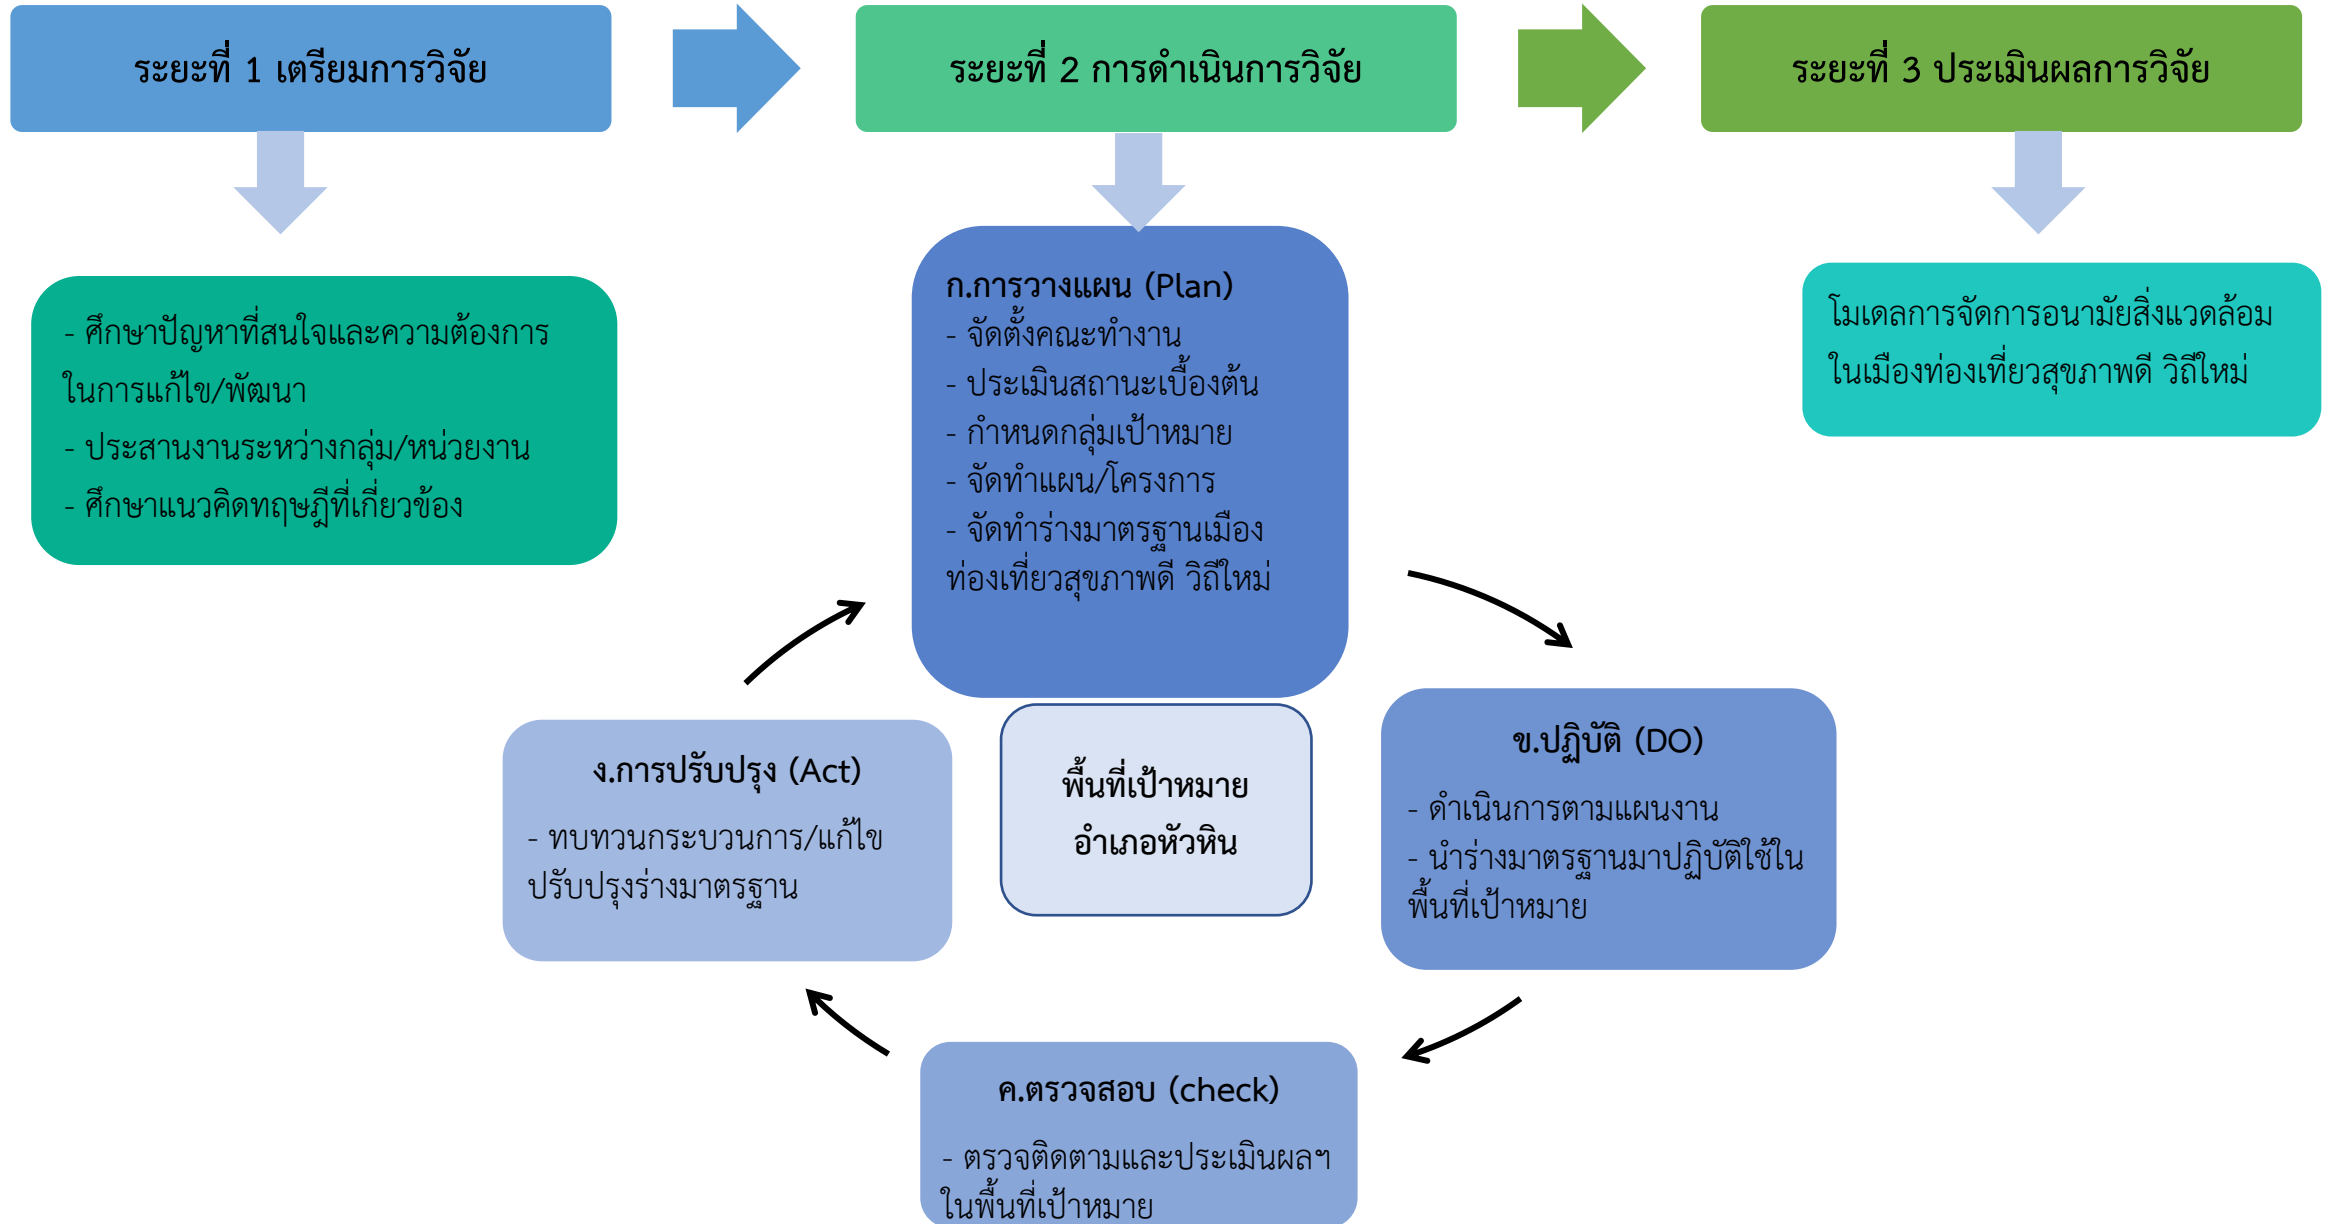 ระยะที่ 1 เตรียมการวิจัย
ระยะที่ 2 การดำเนินการวิจัย
ระยะที่ 3 ประเมินผลการวิจัย
- ศึกษาปัญหาที่สนใจและความต้องการ
ในการแก้ไข/พัฒนา
- ประสานงานระหว่างกลุ่ม/หน่วยงาน
- ศึกษาแนวคิดทฤษฎีที่เกี่ยวข้อง
ก.การวางแผน (Plan)
- จัดตั้งคณะทำงาน
- ประเมินสถานะเบื้องต้น
- กำหนดกลุ่มเป้าหมาย
- จัดทำแผน/โครงการ
- จัดทำร่างมาตรฐานเมือง
ท่องเที่ยวสุขภาพดี วิถีใหม่
โมเดลการจัดการอนามัยสิ่งแวดล้อม
ในเมืองท่องเที่ยวสุขภาพดี วิถีใหม่
ง.การปรับปรุง (Act)
- ทบทวนกระบวนการ/แก้ไข
ปรับปรุงร่างมาตรฐาน
พื้นที่เป้าหมาย
อำเภอหัวหิน
ข.ปฏิบัติ (DO)
- ดำเนินการตามแผนงาน
- นำร่างมาตรฐานมาปฏิบัติใช้ใน
พื้นที่เป้าหมาย
ค.ตรวจสอบ (check)
- ตรวจติดตามและประเมินผลฯ
ในพื้นที่เป้าหมาย